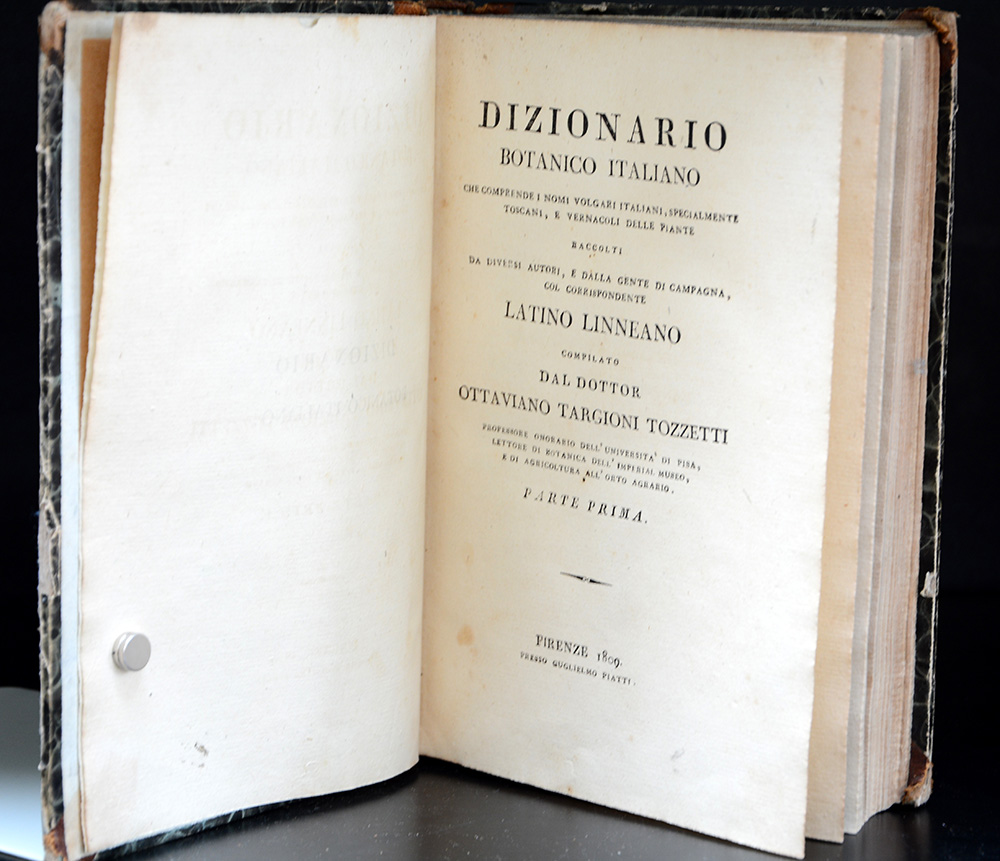 DIZIONARIO
BOTANICO ITALIANO
CHE COMPRENDE I NOMI VOLGARI ITALIANI, SPECIALMENTE
TOSCANI, E VERNACOLI DELLE PIANTE
RACCOLTI
DA DIVERSI AUTORI, E DALLA GENTE DI CAMPAGNA,
COL CORRISPONDENTE
LATINO LINNEANO
COMPILATO
DAL DOTTOR
OTTAVIANO TARGIONI TOZZETTI
PROFESSORE ONORARIO DELL'UNIVERSITA' DI PISA,
LETTORE DI BOTANICA DELL'IMPERIAL MUSEO,
E DI AGRICOLTURA ALL'ORTO AGRARIO.
PARTE PRIMA.
FIRENZE 1809.
PRESSO GUGLIELMO PIATTI.